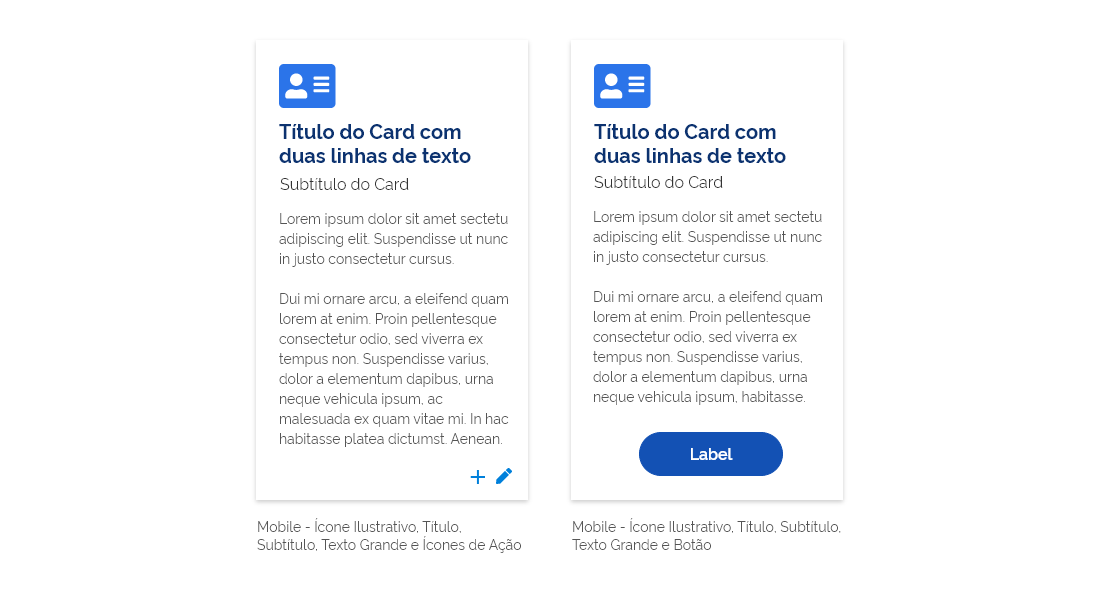 Título do Card com
duas linhas de texto
Subtítulo do Card
Lorem ipsum dolor sit amet sectetu
adipiscing elit. Suspendisse ut nunc
in justo consectetur cursus.
Dui mi ornare arcu, a eleifend quam
lorem at enim. Proin pellentesque
consectetur odio, sed viverra ex
tempus non. Suspendisse varius,
dolor a elementum dapibus, urna
neque vehicula ipsum, ac
malesuada ex quam vitae mi. In hac
habitasse platea dictumst. Aenean.
Mobile - Ícone Ilustrativo, Título,
Subtítulo, Texto Grande e Ícones de Ação
Título do Card com
duas linhas de texto
Subtítulo do Card
Lorem ipsum dolor sit amet sectetu
adipiscing elit. Suspendisse ut nunc
in justo consectetur cursus.
Dui mi ornare arcu, a eleifend quam
lorem at enim. Proin pellentesque
consectetur odio, sed viverra ex
tempus non. Suspendisse varius,
dolor a elementum dapibus, urna
neque vehicula ipsum, habitasse.
Label
Mobile - Ícone Ilustrativo, Título, Subtítulo,
Texto Grande e Botão